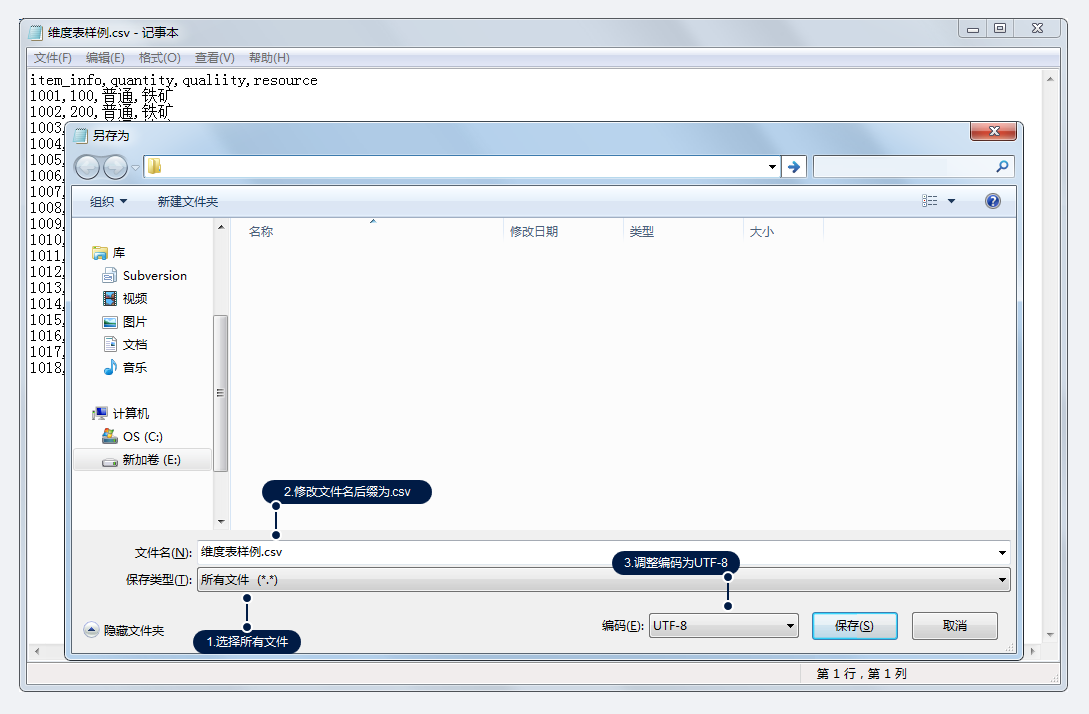 维度表样例.csv - 记事本
文件(F) 编辑(E) 格式(O) 查看(V) 帮助(H)
item_info,quantity,qualiity,resource
1001,100,普通,铁矿
1002,200,普通,铁矿
1003,
1004,
1005,
1006,
1007,
1008,
1009,
1010,
1011,
1012,
1013,
1014,
1015,
1016,
1017,
1018,
另存为
组织 新建文件夹
名称 修改日期 类型 大小
库
Subversion
视频
图片
文档
音乐
计算机
OS (C:)
新加卷 (E:)
2.修改文件名后缀为.csv
文件名(N): 维度表样例.csv
3.调整编码为UTF-8
保存类型(T): 所有文件 (*.*)
隐藏文件夹
1.选择所有文件
编码(E): UTF-8
保存(S) 取消
第 1 行，第 1 列